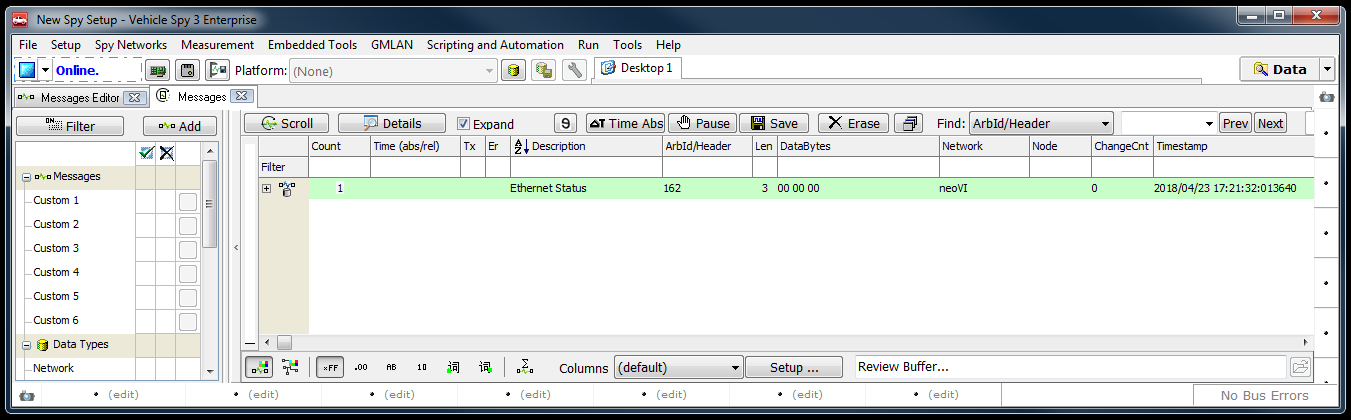 New Spy Setup - Vehicle Spy 3 Enterprise
File Setup Spy Networks Measurement Embedded Tools GMLAN Scripting and Automation Run Tools Help
Online. Platform: (None) Desktop 1 Data
Messages Editor Messages
Filter Add Scroll Details Expand 9 ΔT Time Abs Pause Save Erase Find: ArbId/Header Prev Next
Count Time (abs/rel) Tx Er AZ Description ArbId/Header Len DataBytes Network Node ChangeCnt Timestamp
Filter
Messages
1 Ethernet Status 162 3 00 00 00 neoVI 0 2018/04/23 17:21:32:013640
Custom 1
Custom 2
Custom 3
Custom 4
Custom 5
Custom 6
Data Types
Network
xFF .00 AB 10 Columns (default) Setup ... Review Buffer...
(edit) (edit) (edit) (edit) (edit) (edit) (edit) No Bus Errors